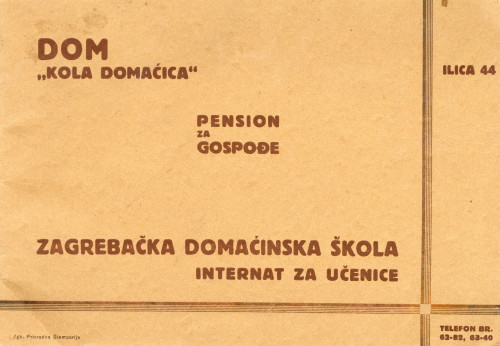 DOM
„KOLA DOMAĆICA“
ILICA 44
PENSION
ZA
GOSPOĐE
ZAGREBAČKA DOMAĆINSKA ŠKOLA
INTERNAT ZA UČENICE
TELEFON BR.
63-82, 63-40